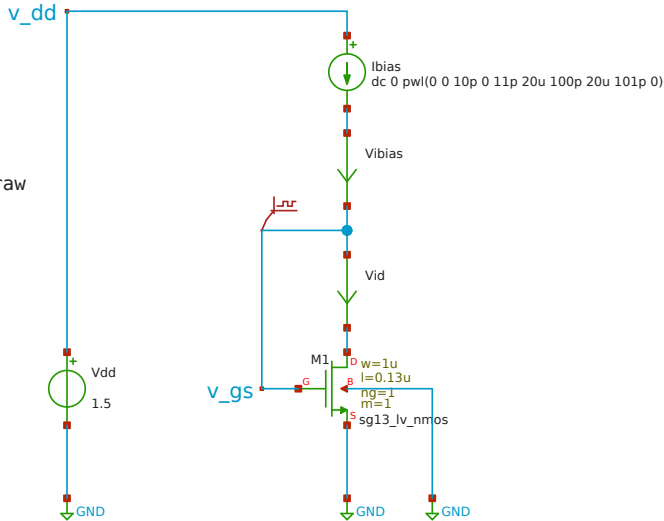 v_dd
+
Ibias
dc 0 pwl(0 0 10p 0 11p 20u 100p 20u 101p 0)
Vibias
raw
Vid
M1
D
w=1u
l=0.13u
+
Vdd
G
B
v_gs
ng=1
m=1
1.5
S
sg13_lv_nmos
GND
GND
GND